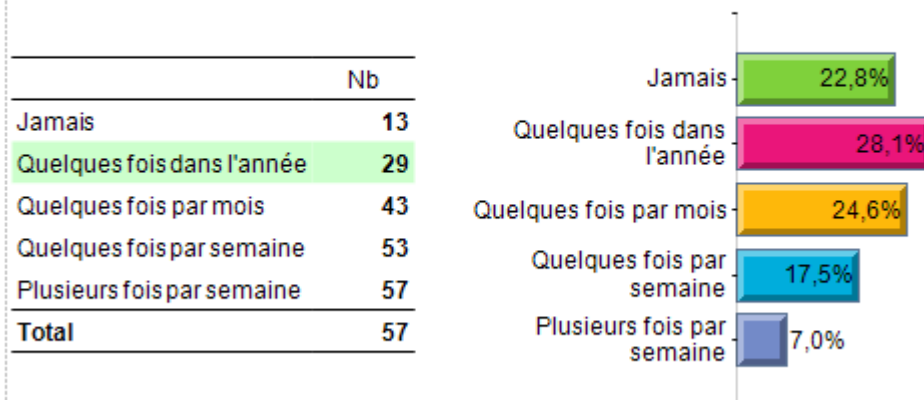 Nb
Jamais 13
Quelques fois dans l'année 29
Quelques fois par mois 43
Quelques fois par semaine 53
Plusieurs fois par semaine 57
Total 57
Jamais 22,8%
Quelques fois dans
l'année 28,1%
Quelques fois par mois 24,6%
Quelques fois par
semaine 17,5%
Plusieurs fois par
semaine 7,0%